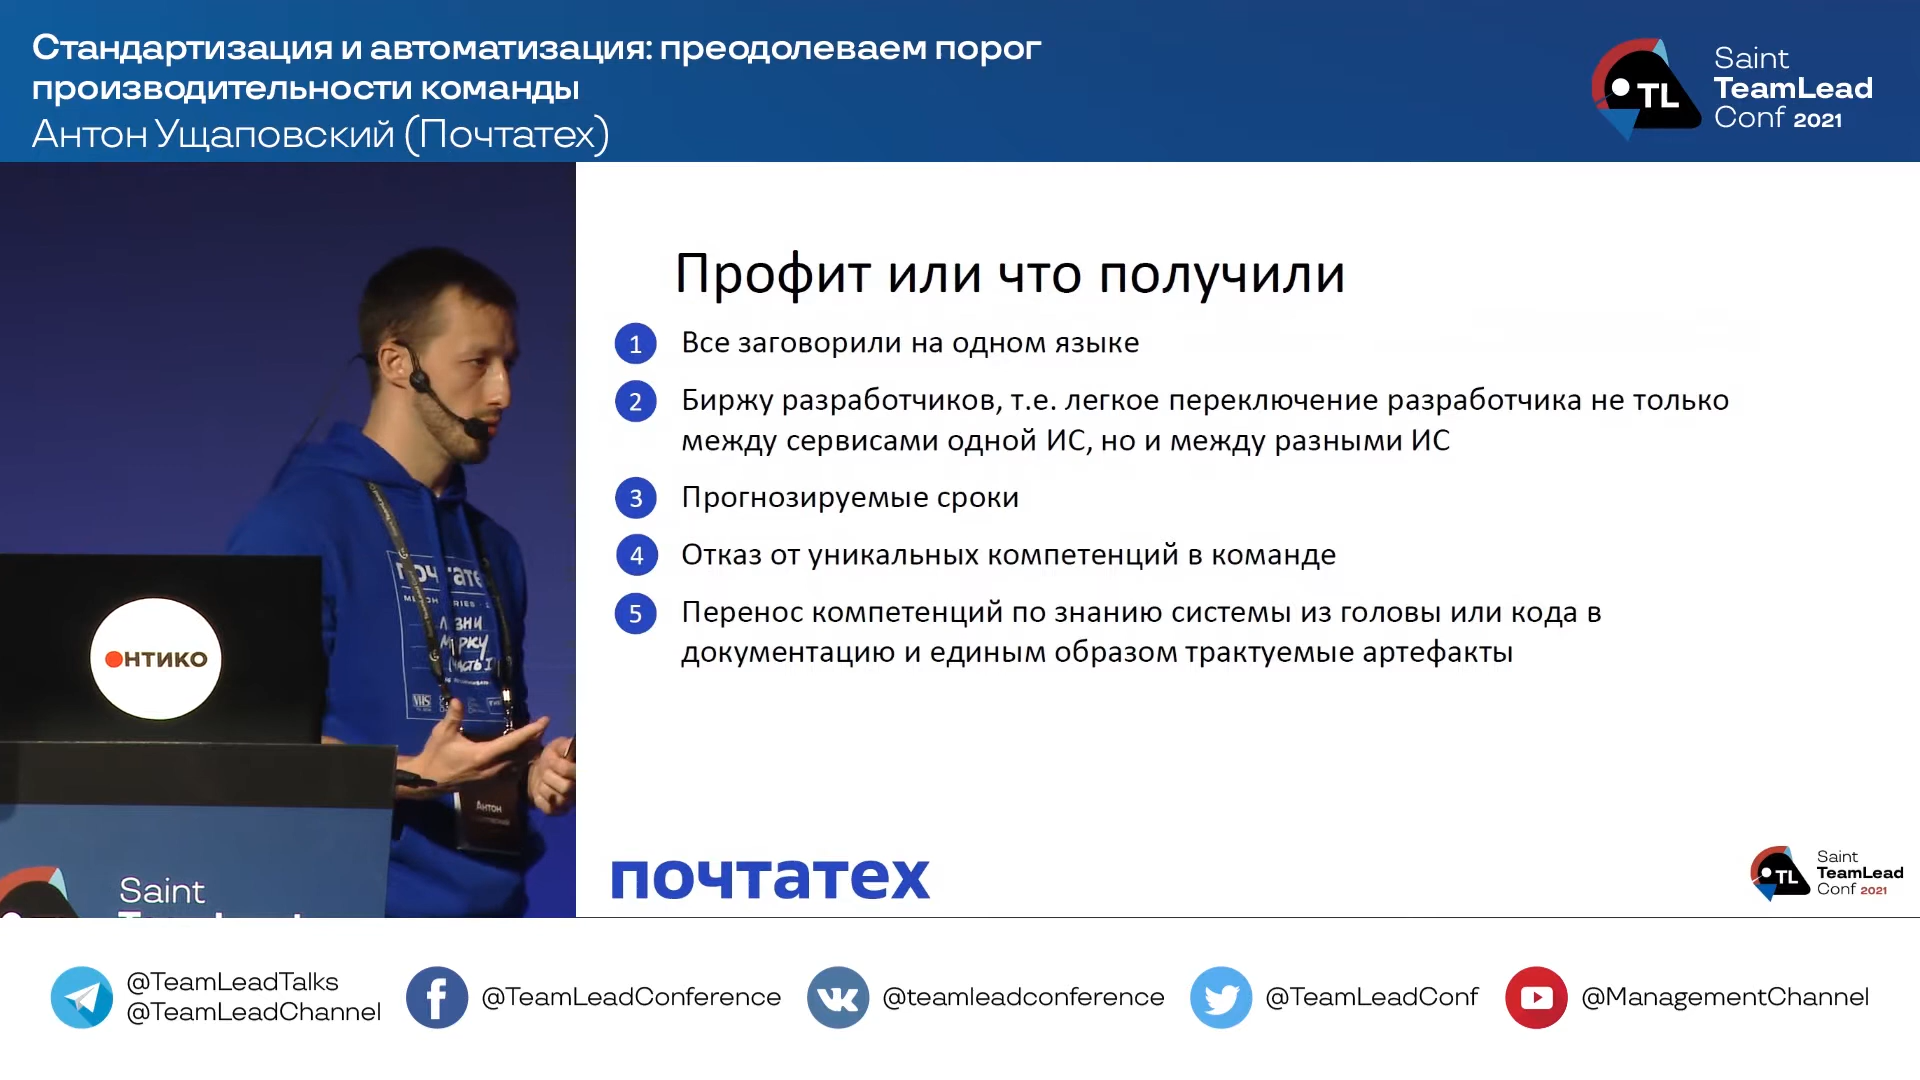 Стандартизация и автоматизация: преодолеваем порог
производительности команды
Антон Ущаповский (Почтатех)
TL
Saint
TeamLead
Conf 2021
Профит или что получили
1 Все заговорили на одном языке
2 Биржу разработчиков, т.е. легкое переключение разработчика не только
между сервисами одной ИС, но и между разными ИС
3 Прогнозируемые сроки
4 Отказ от уникальных компетенций в команде
5 Перенос компетенций по знанию системы из головы или кода в
документацию и единым образом трактуемые артефакты
ОНТИКО
VHS
Антон
Saint
почтатех
TL
Saint
TeamLead
Conf 2021
@TeamLeadTalks
@TeamLeadChannel
@TeamLeadConference
@teamleadconference
@TeamLeadConf
@ManagementChannel